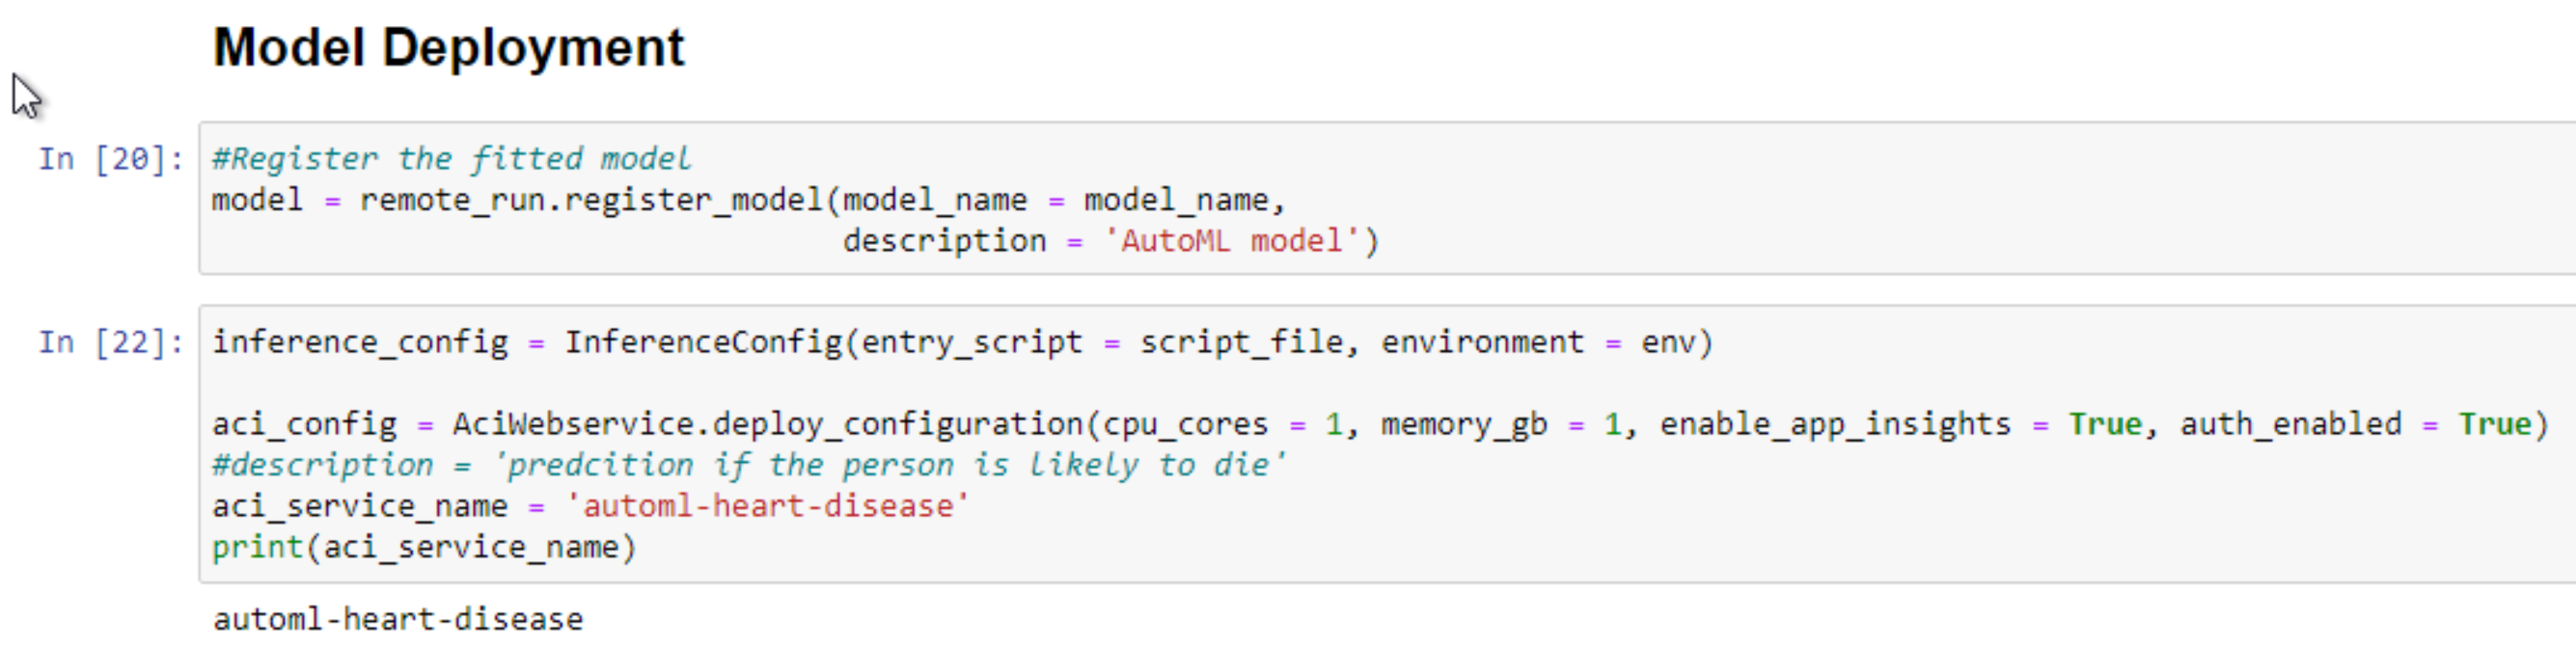 Model Deployment
In [20]: #Register the fitted model
model = remote_run.register_model(model_name = model_name,
description = 'AutoML model')
In [22]: inference_config = InferenceConfig(entry_script = script_file, environment = env)
aci_config = AciWebservice.deploy_configuration(cpu_cores = 1, memory_gb = 1, enable_app_insights = True, auth_enabled = True)
#description = 'predcition if the person is likely to die'
aci_service_name = 'automl-heart-disease'
print(aci_service_name)
automl-heart-disease